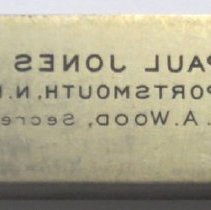 PAUL JONES
PORTSMOUTH, N.
A. WOOD, Secre